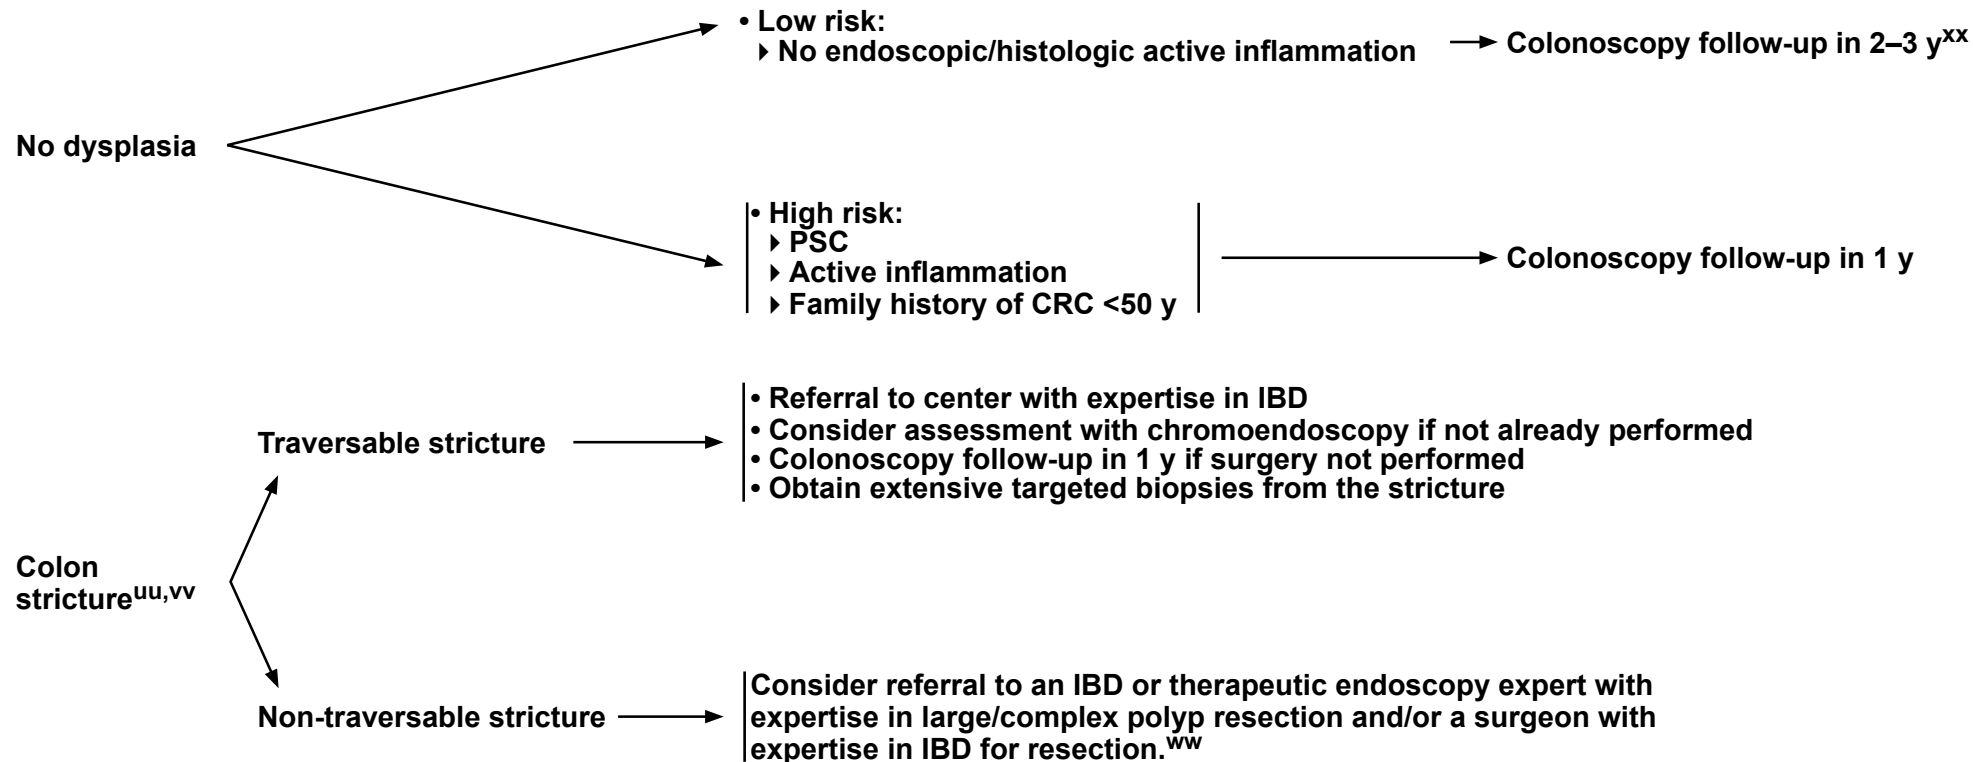 • Low risk:
▸ No endoscopic/histologic active inflammation
Colonoscopy follow-up in 2–3 yxx
No dysplasia
• High risk:
▸ PSC
▸ Active inflammation
▸ Family history of CRC <50 y
Colonoscopy follow-up in 1 y
Traversable stricture
• Referral to center with expertise in IBD
• Consider assessment with chromoendoscopy if not already performed
• Colonoscopy follow-up in 1 y if surgery not performed
• Obtain extensive targeted biopsies from the stricture
Colon
strictureuu,vv
Non-traversable stricture
Consider referral to an IBD or therapeutic endoscopy expert with
expertise in large/complex polyp resection and/or a surgeon with
expertise in IBD for resection.ww